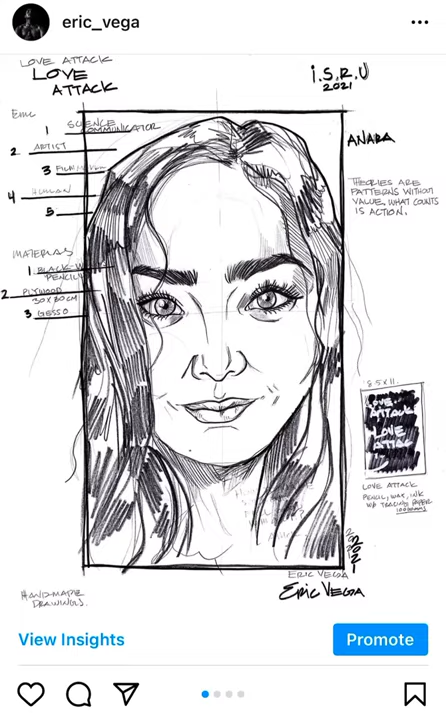 eric_vega
LOVE ATTACK
LOVE
ATTACK
I.S.R.U
2021
Eric
1 SCIENCE
COMMUNICATOR
2 ARTIST
3 FILMMAKER
4 HUMAN
5
ANARA
THEORIES ARE
PATTERNS WITHOUT
VALUE, WHAT COUNTS
IS ACTION.
MATERIALS
1. BLACK-W
PENCIL
2 PLYWOOD
30X80CM
3 GESSO
8.5X11
LOVE
ATTACK
LOVE
ATTACK
LOVE ATTACK
PENCIL, WAX, INK
W/ TRACING PAPER
2021
HANDMADE
DRAWINGS.
ERIC VEGA
ERIC VEGA
View Insights
Promote